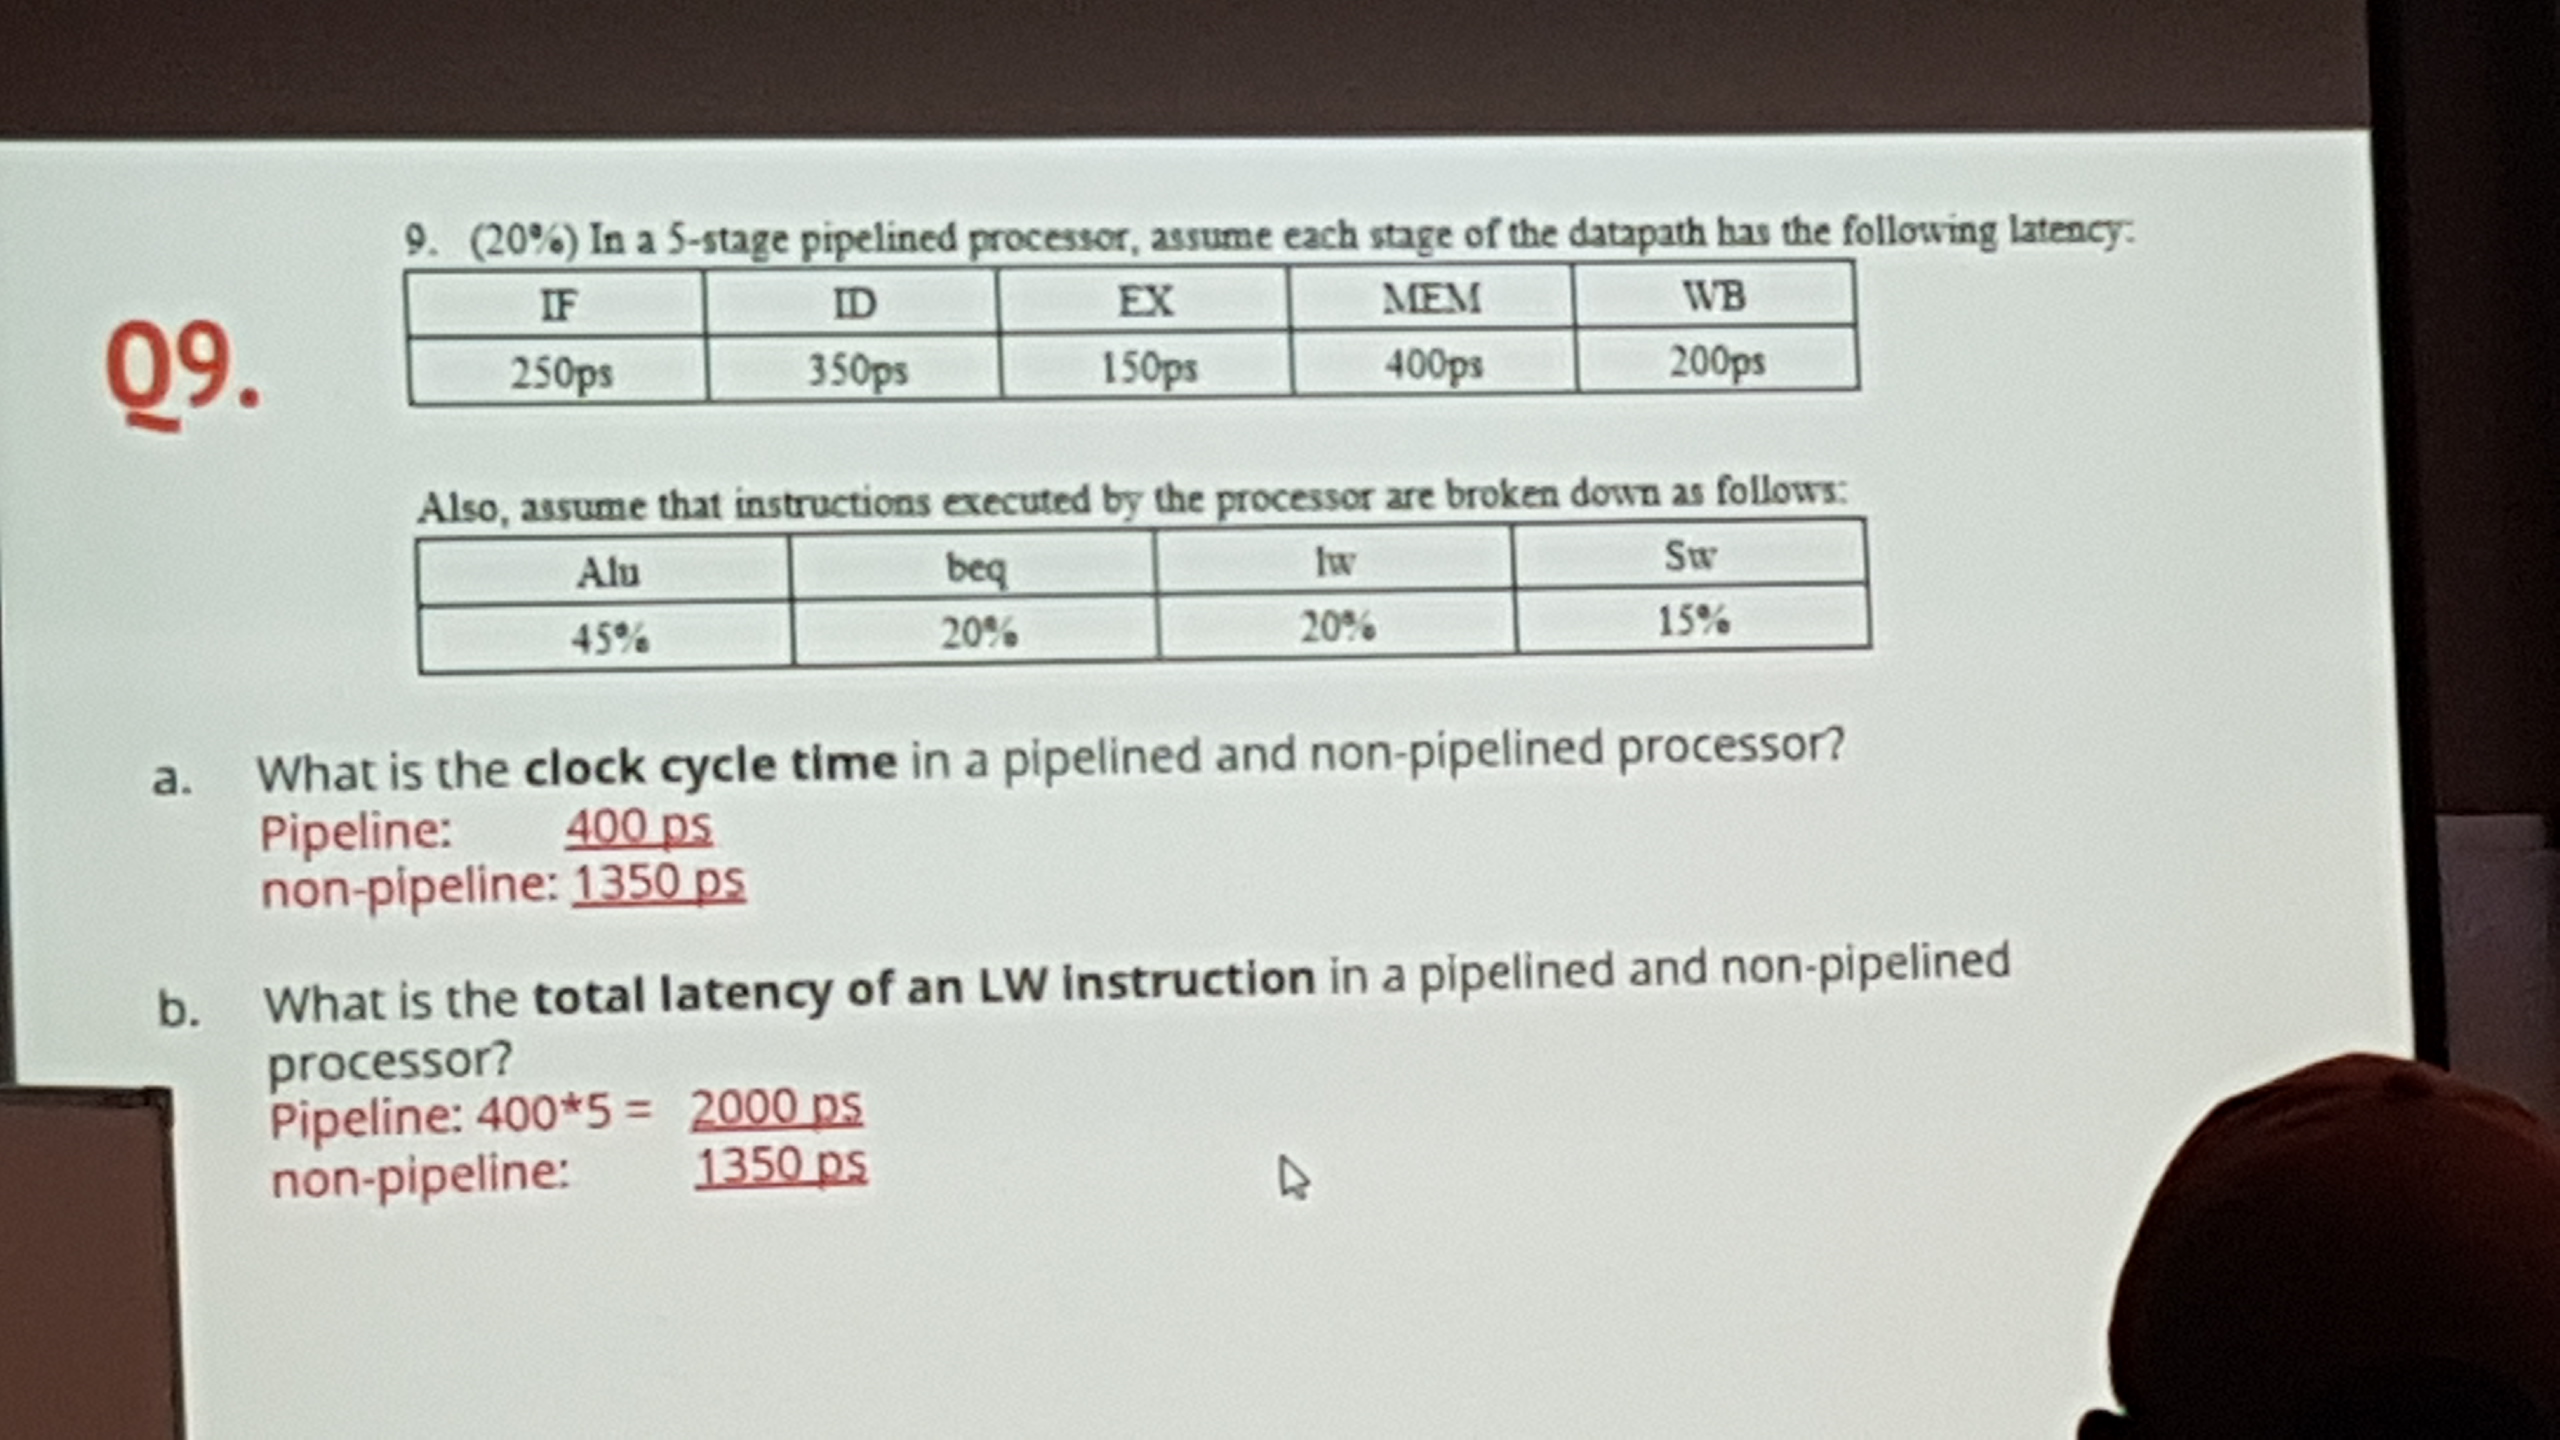 Q9.
9. (20%) In a 5-stage pipelined processor, assume each stage of the datapath has the following latency:
IF ID EX MEM WB
250ps 350ps 150ps 400ps 200ps
Also, assume that instructions executed by the processor are broken down as follows:
Alu beq lw Sw
45% 20% 20% 15%
a. What is the clock cycle time in a pipelined and non-pipelined processor?
Pipeline: 400 ps
non-pipeline: 1350 ps
b. What is the total latency of an LW instruction in a pipelined and non-pipelined
processor?
Pipeline: 400*5 = 2000 ps
non-pipeline: 1350 ps